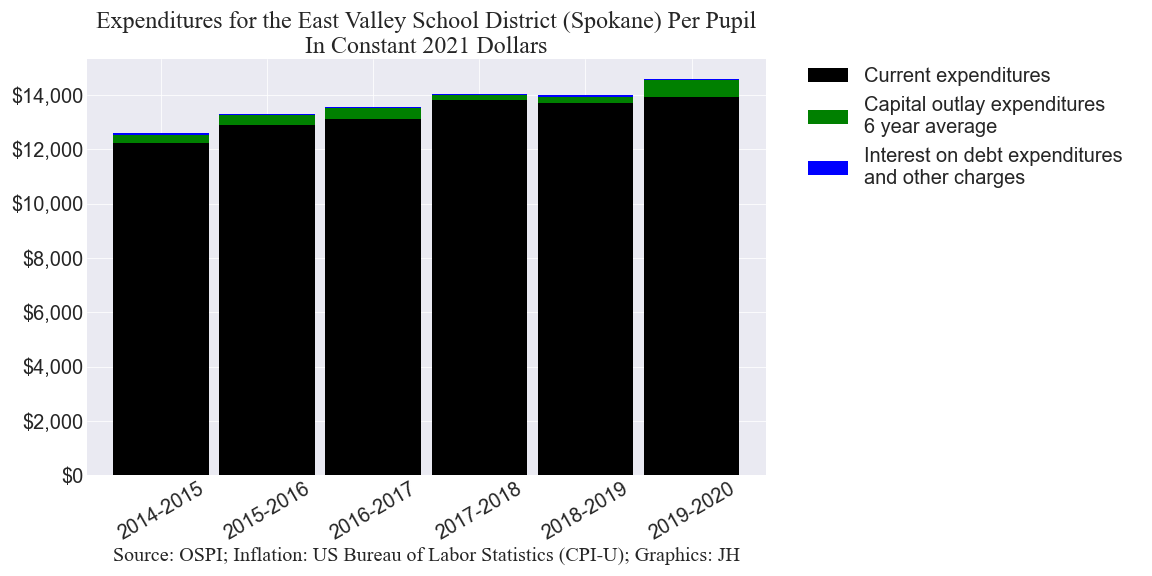 Expenditures for the East Valley School District (Spokane) Per Pupil
In Constant 2021 Dollars
Current expenditures
Capital outlay expenditures
6 year average
Interest on debt expenditures
and other charges
$14,000
$12,000
$10,000
$8,000
$6,000
$4,000
$2,000
$0
2014-2015
2015-2016
2016-2017
2017-2018
2018-2019
2019-2020
Source: OSPI; Inflation: US Bureau of Labor Statistics (CPI-U); Graphics: JH